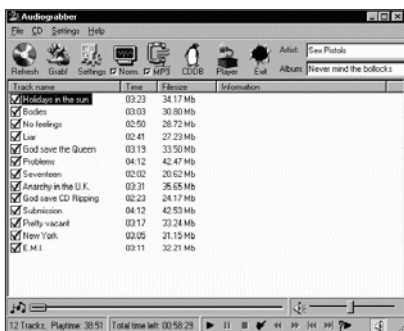 Audiograbber
File CD Settings Help
Refresh Grab! Settings Norm. MP3 CDDB Player Exit
Artist: Sex Pistols
Album: Never mind the bollocks
Track name Time Filesize Information
Holidays in the sun 03:23 34.17 Mb
Bodies 03:03 30.80 Mb
No feelings 02:50 28.72 Mb
Liar 02:41 27.23 Mb
God save the Queen 03:19 33.50 Mb
Problems 04:12 42.47 Mb
Seventeen 02:02 20.62 Mb
Anarchy in the U.K. 03:31 35.65 Mb
God save CD Ripping 02:23 24.17 Mb
Submission 04:12 42.53 Mb
Pretty vacant 03:17 33.24 Mb
New York 03:05 31.15 Mb
E.M.I. 03:11 32.21 Mb
12 Tracks, Playtime: 38:51 Total time left: 00:58:29